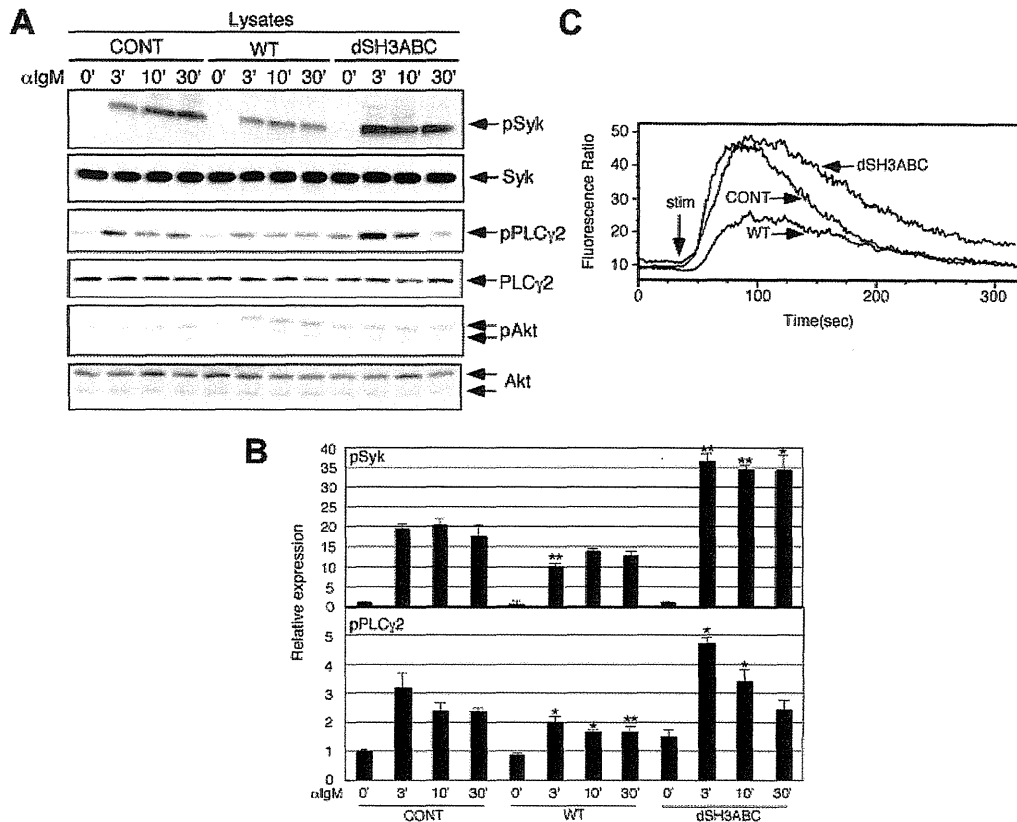 A
Lysates
CONT WT dSH3ABC
αIgM 0' 3' 10' 30' 0' 3' 10' 30' 0' 3' 10' 30'
pSyk
Syk
pPLCγ2
PLCγ2
pAkt
Akt
C
Fluorescence Ratio
50
40
30
20
10
stim
dSH3ABC
CONT
WT
0 100 200 300
Time(sec)
B
Relative expression
pSyk
40
35
30
25
20
15
10
5
0
** ** ** ** *
pPLCγ2
5
4
3
2
1
0
* * ** * *
αIgM 0' 3' 10' 30' 0' 3' 10' 30' 0' 3' 10' 30'
CONT WT dSH3ABC